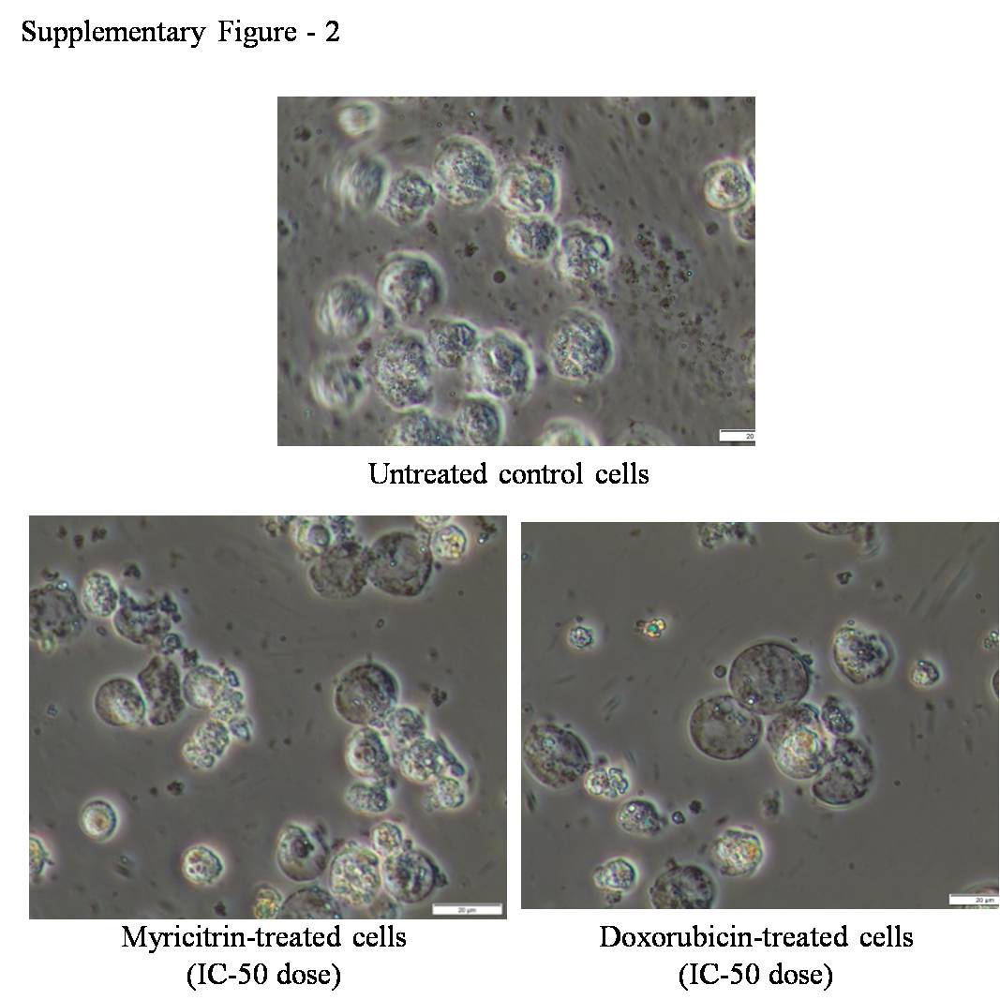 Supplementary Figure - 2
20
Untreated control cells
20 µm
20 µm
Myricitrin-treated cells
(IC-50 dose)
Doxorubicin-treated cells
(IC-50 dose)